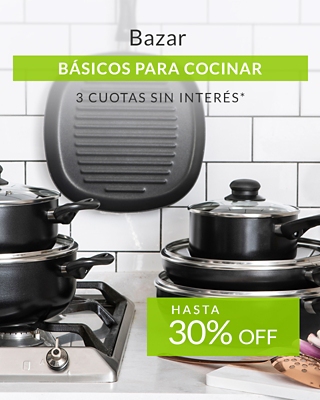 Bazar
BÁSICOS PARA COCINAR
3 CUOTAS SIN INTERÉS*
HASTA
30% OFF